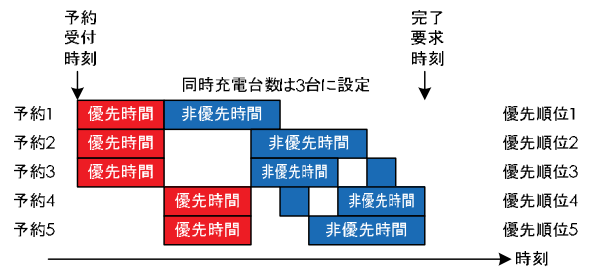 予約
受付
時刻
完了
要求
時刻
同時充電台数は3台に設定
予約1 優先時間 非優先時間 優先順位1
予約2 優先時間 非優先時間 優先順位2
予約3 優先時間 非優先時間 優先順位3
予約4 優先時間 非優先時間 優先順位4
予約5 優先時間 非優先時間 優先順位5
時刻